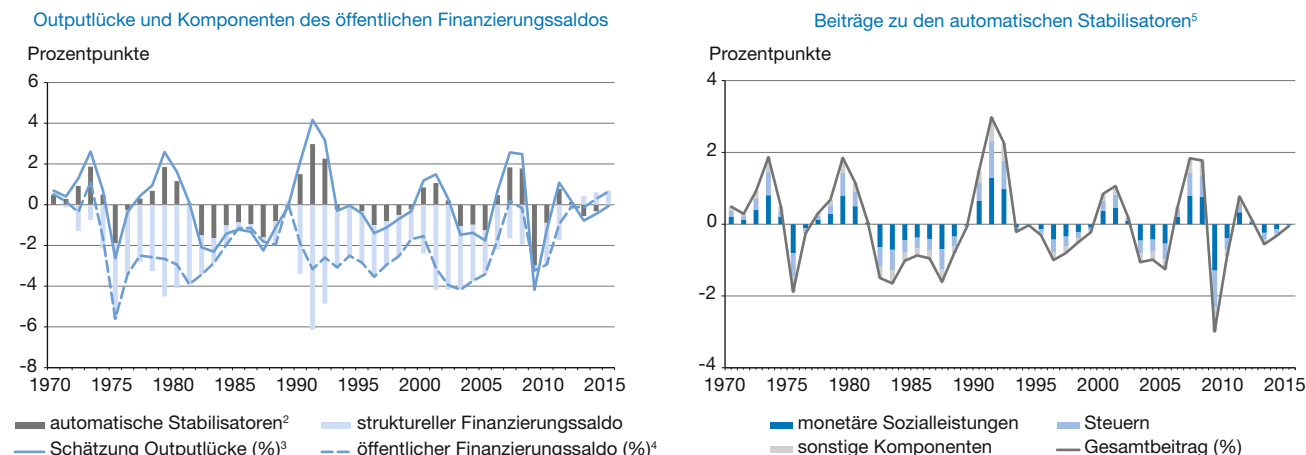 Outputlücke und Komponenten des öffentlichen Finanzierungssaldos
Prozentpunkte
6
4
2
0
-2
-4
-6
-8
1970 1975 1980 1985 1990 1995 2000 2005 2010 2015
automatische Stabilisatoren²
struktureller Finanzierungssaldo
Schätzung Outputlücke (%)³
öffentlicher Finanzierungssaldo (%)⁴
Beiträge zu den automatischen Stabilisatoren⁵
Prozentpunkte
4
2
0
-2
-4
1970 1975 1980 1985 1990 1995 2000 2005 2010 2015
monetäre Sozialleistungen
Steuern
sonstige Komponenten
Gesamtbeitrag (%)